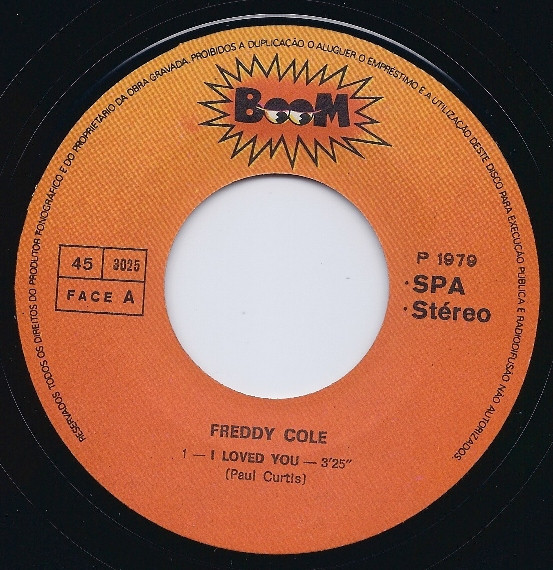 RESERVADOS TODOS OS DIREITOS DO PRODUTOR FONOGRÁFICO E DO PROPRIETÁRIO DA OBRA GRAVADA. PROIBIDOS A DUPLICAÇÃO O ALUGUER O EMPRÉSTIMO E A UTILIZAÇÃO DESTE DISCO PARA EXECUÇÃO PÚBLICA E RADIODIFUSÃO NÃO AUTORIZADOS.
BOOM
45 3025
FACE A
P 1979
·SPA
·Stéreo
FREDDY COLE
1 — I LOVED YOU — 3'25"
(Paul Curtis)